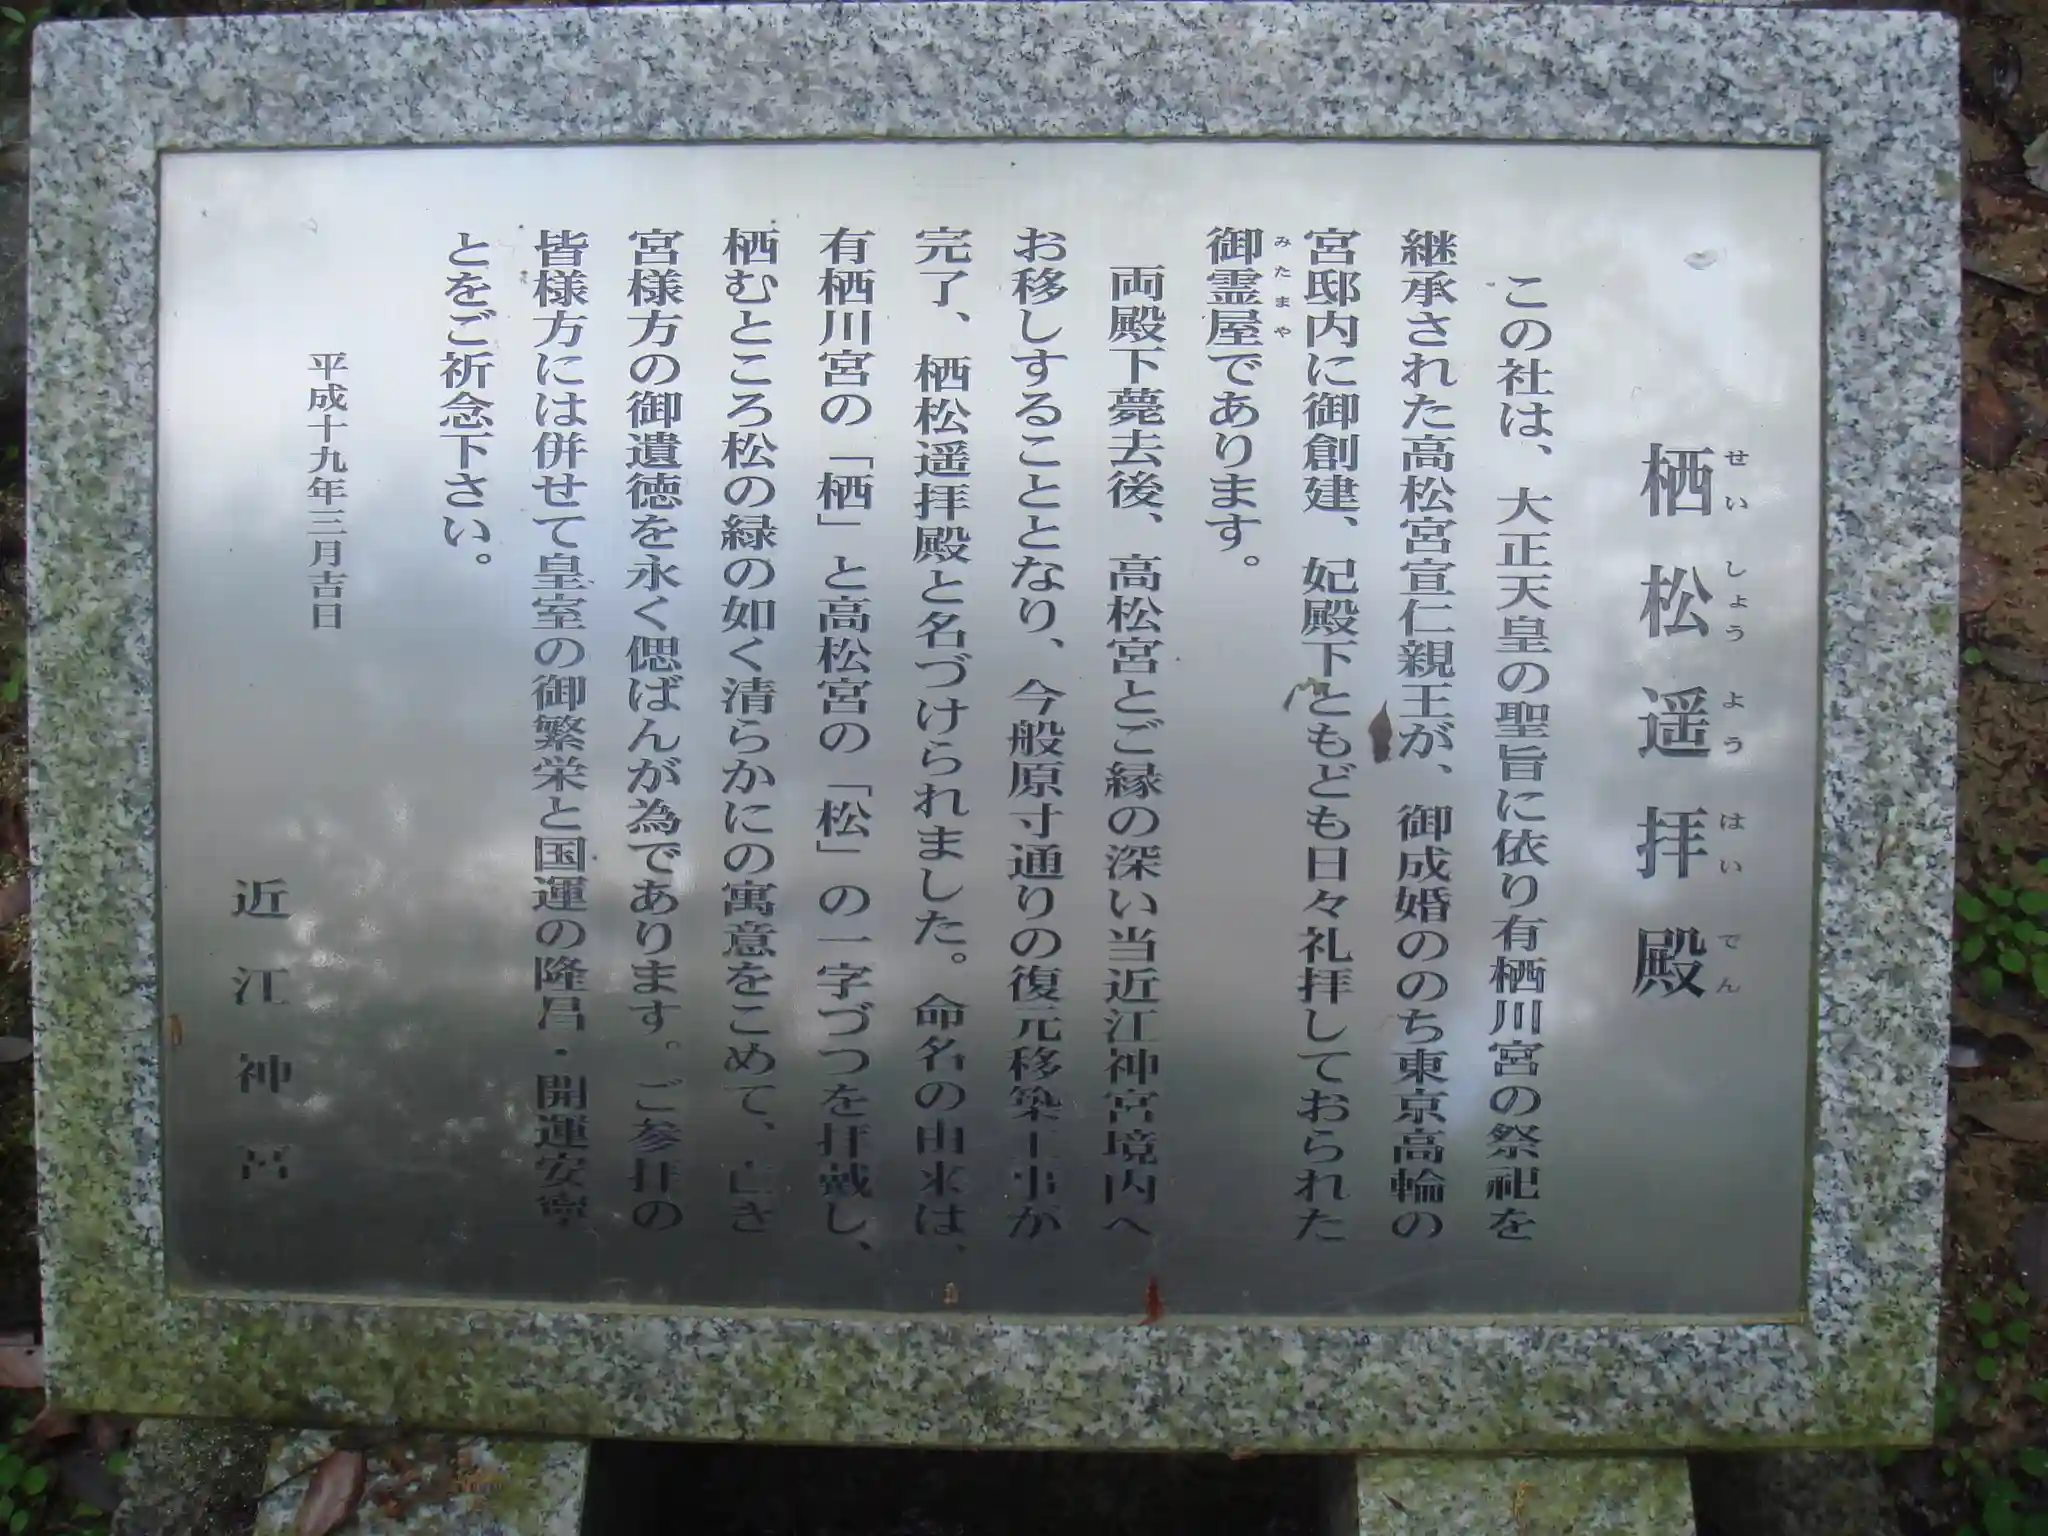 栖松遥拝殿
せいしょうようはいでん
この社は、大正天皇の聖旨に依り有栖川宮の祭祀を
継承された高松宮宣仁親王が、御成婚ののち東京高輪の
宮邸内に御創建、妃殿下ともども日々礼拝しておられた
御霊屋であります。
みたまや
両殿下薨去後、高松宮とご縁の深い当近江神宮境内へ
お移しすることとなり、今般原寸通りの復元移築工事が
完了、栖松遥拝殿と名づけられました。命名の由来は、
有栖川宮の「栖」と高松宮の「松」の一字づつを拝戴し、
栖むところ松の緑の如く清らかにの寓意をこめて、亡き
宮様方の御遺徳を永く偲ばんが為であります。ご参拝の
皆様方には併せて皇室の御繁栄と国運の隆昌・開運安寧
とをご祈念下さい。
平成十九年三月吉日
近江神宮